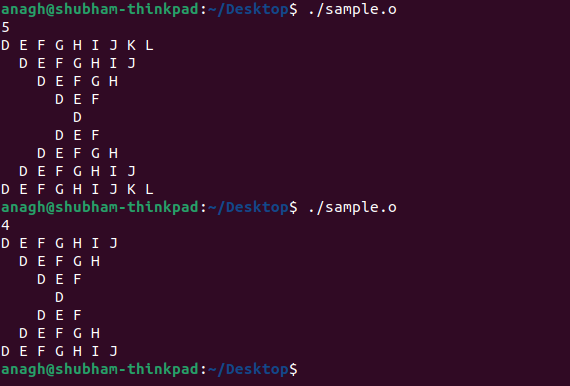 anagh@shubham-thinkpad:~/Desktop$ ./sample.o
5
D E F G H I J K L
  D E F G H I J
    D E F G H
      D E F
        D
      D E F
    D E F G H
  D E F G H I J
D E F G H I J K L
anagh@shubham-thinkpad:~/Desktop$ ./sample.o
4
D E F G H I J
  D E F G H
    D E F
      D
    D E F
  D E F G H
D E F G H I J
anagh@shubham-thinkpad:~/Desktop$